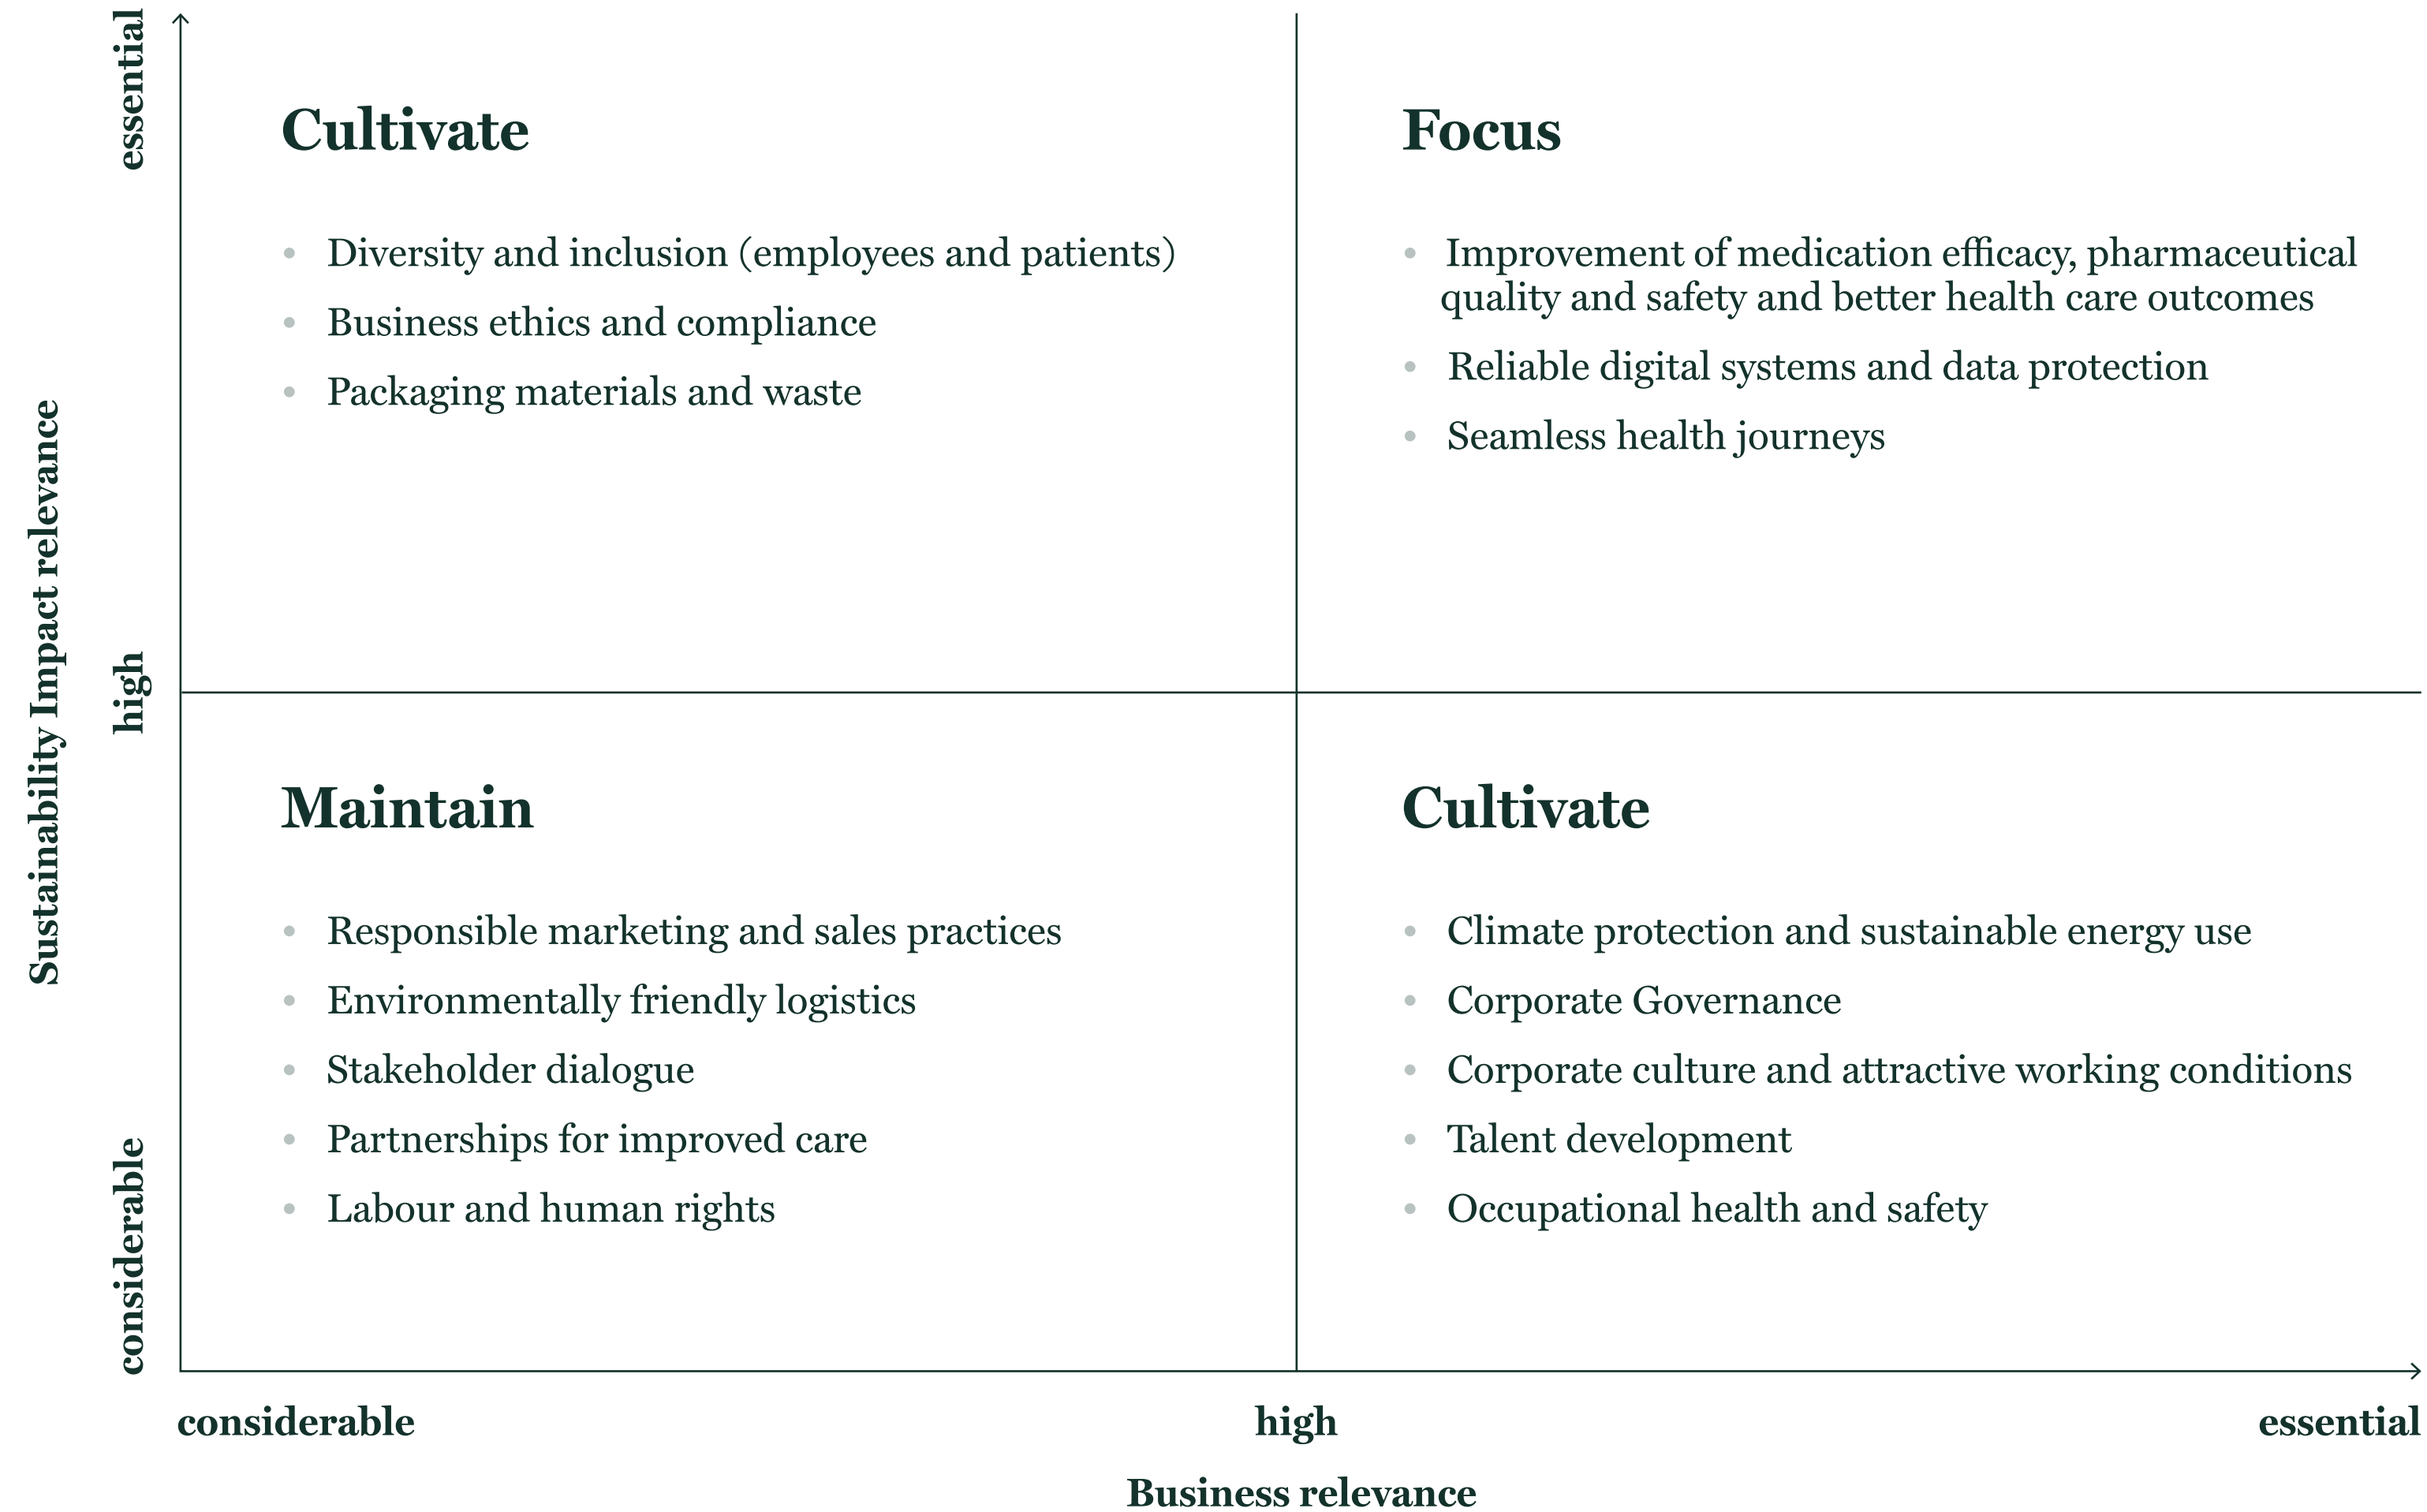 essential
Cultivate
• Diversity and inclusion (employees and patients)
• Business ethics and compliance
• Packaging materials and waste
Focus
• Improvement of medication efficacy, pharmaceutical
quality and safety and better health care outcomes
• Reliable digital systems and data protection
• Seamless health journeys
Sustainability Impact relevance
high
Maintain
• Responsible marketing and sales practices
• Environmentally friendly logistics
• Stakeholder dialogue
• Partnerships for improved care
• Labour and human rights
Cultivate
• Climate protection and sustainable energy use
• Corporate Governance
• Corporate culture and attractive working conditions
• Talent development
• Occupational health and safety
considerable
considerable
high
essential
Business relevance